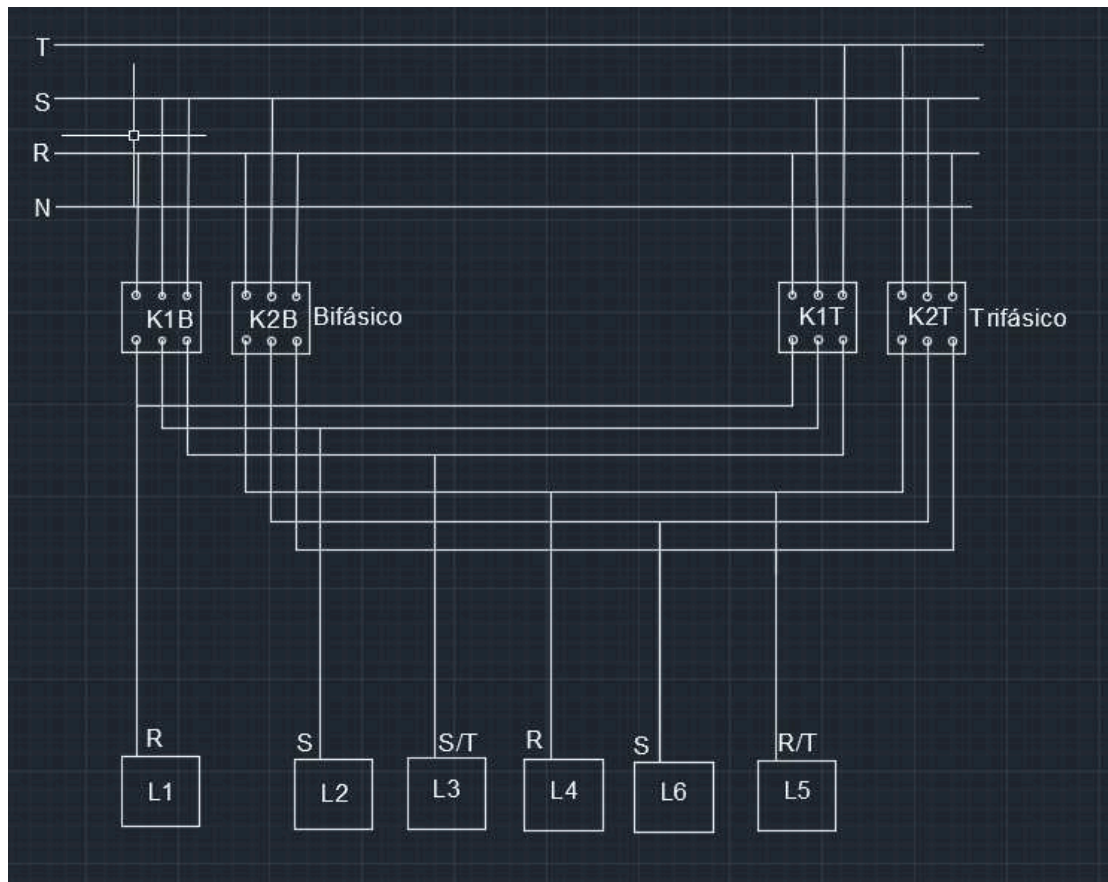 T
S
R
N
K1B
K2B
Bifásico
K1T
K2T
Trifásico
R
S
S/T
R
S
R/T
L1
L2
L3
L4
L6
L5